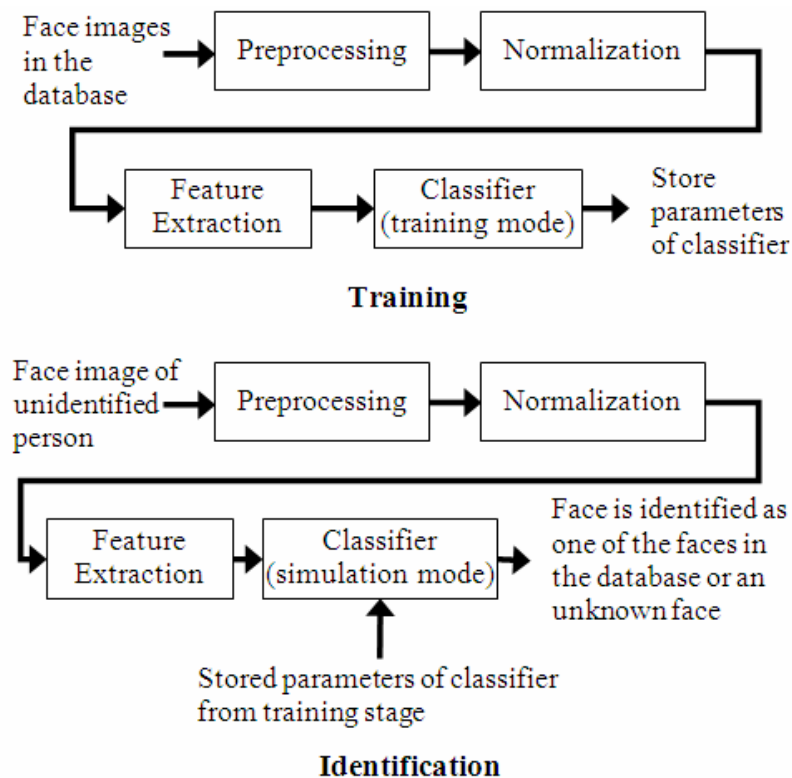 Face images
in the
database
Preprocessing
Normalization
Feature
Extraction
Classifier
(training mode)
Store
parameters
of classifier
Training
Face image of
unidentified
person
Preprocessing
Normalization
Feature
Extraction
Classifier
(simulation mode)
Face is identified as
one of the faces in
the database or an
unknown face
Stored parameters of classifier
from training stage
Identification